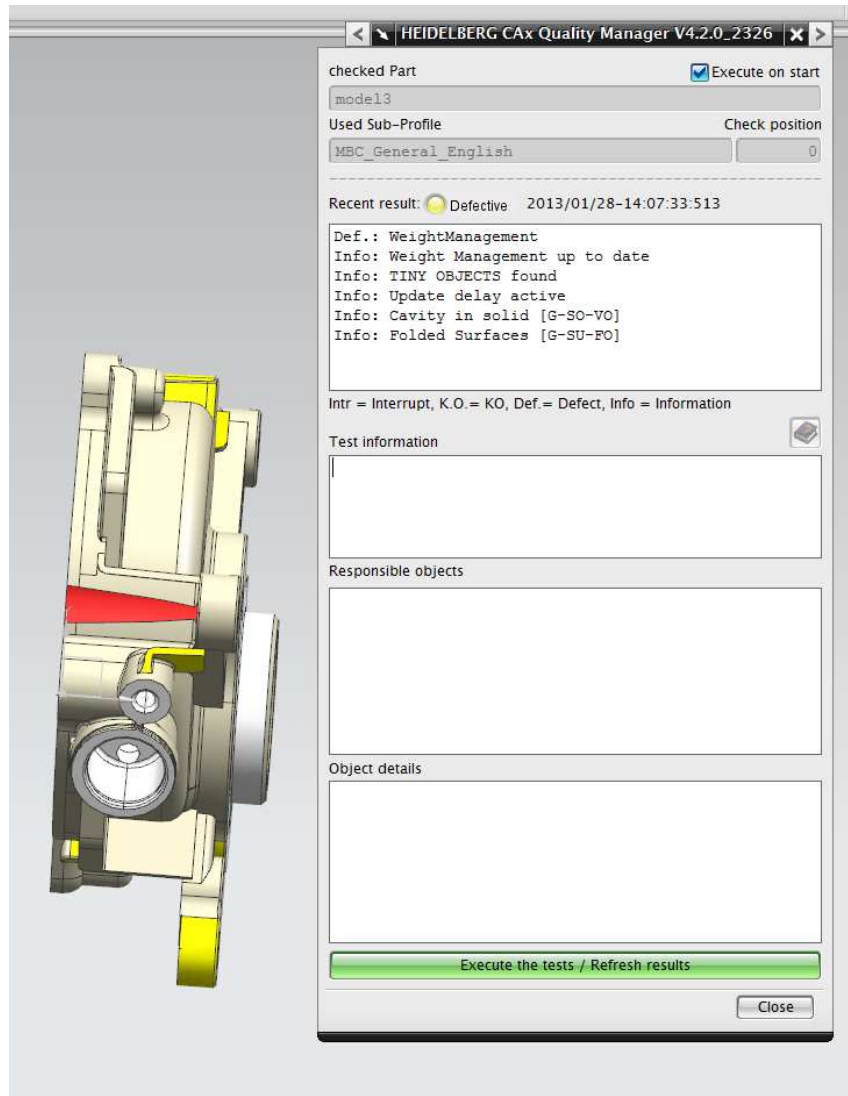 HEIDELBERG CAx Quality Manager V4.2.0_2326
checked Part Execute on start
model3
Used Sub-Profile Check position
MBC_General_English 0
Recent result: Defective 2013/01/28-14:07:33:513
Def.: WeightManagement
Info: Weight Management up to date
Info: TINY OBJECTS found
Info: Update delay active
Info: Cavity in solid [G-SO-VO]
Info: Folded Surfaces [G-SU-FO]
Intr = Interrupt, K.O.= KO, Def.= Defect, Info = Information
Test information
Responsible objects
Object details
Execute the tests / Refresh results
Close